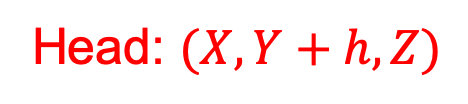 Head: (X, Y + h, Z)